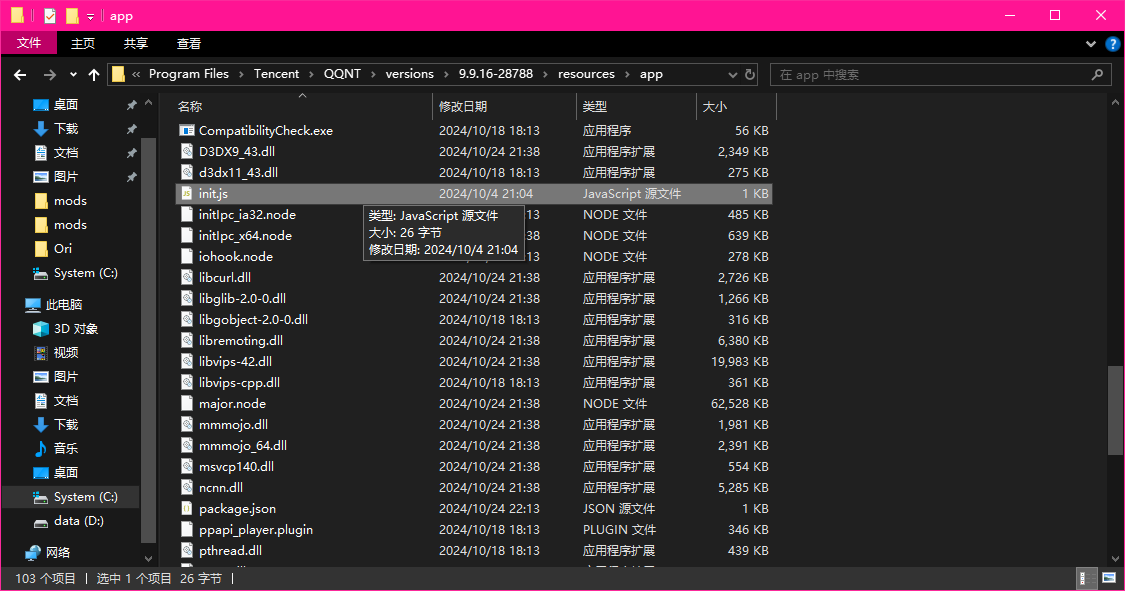 app
文件 主页 共享 查看
« Program Files › Tencent › QQNT › versions › 9.9.16-28788 › resources › app
在 app 中搜索
桌面
下载
文档
图片
mods
mods
Ori
System (C:)
此电脑
3D 对象
视频
图片
文档
下载
音乐
桌面
System (C:)
data (D:)
网络
名称 修改日期 类型 大小
CompatibilityCheck.exe 2024/10/18 18:13 应用程序 56 KB
D3DX9_43.dll 2024/10/24 21:38 应用程序扩展 2,349 KB
d3dx11_43.dll 2024/10/18 18:13 应用程序扩展 275 KB
init.js 2024/10/4 21:04 JavaScript 源文件 1 KB
initIpc_ia32.node :13 NODE 文件 485 KB
initIpc_x64.node :38 NODE 文件 639 KB
iohook.node :13 NODE 文件 278 KB
类型: JavaScript 源文件
大小: 26 字节
修改日期: 2024/10/4 21:04
libcurl.dll 2024/10/24 21:38 应用程序扩展 2,726 KB
libglib-2.0-0.dll 2024/10/24 21:38 应用程序扩展 1,266 KB
libgobject-2.0-0.dll 2024/10/18 18:13 应用程序扩展 316 KB
libremoting.dll 2024/10/24 21:38 应用程序扩展 6,380 KB
libvips-42.dll 2024/10/24 21:38 应用程序扩展 19,983 KB
libvips-cpp.dll 2024/10/18 18:13 应用程序扩展 361 KB
major.node 2024/10/24 21:38 NODE 文件 62,528 KB
mmmojo.dll 2024/10/24 21:38 应用程序扩展 1,981 KB
mmmojo_64.dll 2024/10/24 21:38 应用程序扩展 2,391 KB
msvcp140.dll 2024/10/24 21:38 应用程序扩展 554 KB
ncnn.dll 2024/10/24 21:38 应用程序扩展 5,285 KB
package.json 2024/10/24 22:13 JSON 源文件 1 KB
ppapi_player.plugin 2024/10/18 18:13 PLUGIN 文件 346 KB
pthread.dll 2024/10/18 18:13 应用程序扩展 439 KB
103 个项目 | 选中 1 个项目 26 字节 |